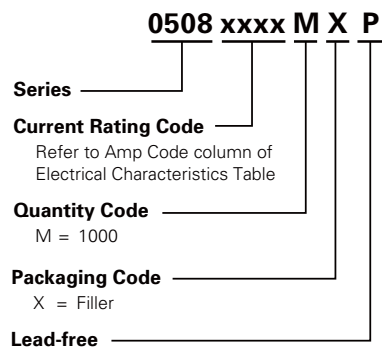 0508 xxxx M X P
Series
Current Rating Code
Refer to Amp Code column of
Electrical Characteristics Table
Quantity Code
M = 1000
Packaging Code
X = Filler
Lead-free